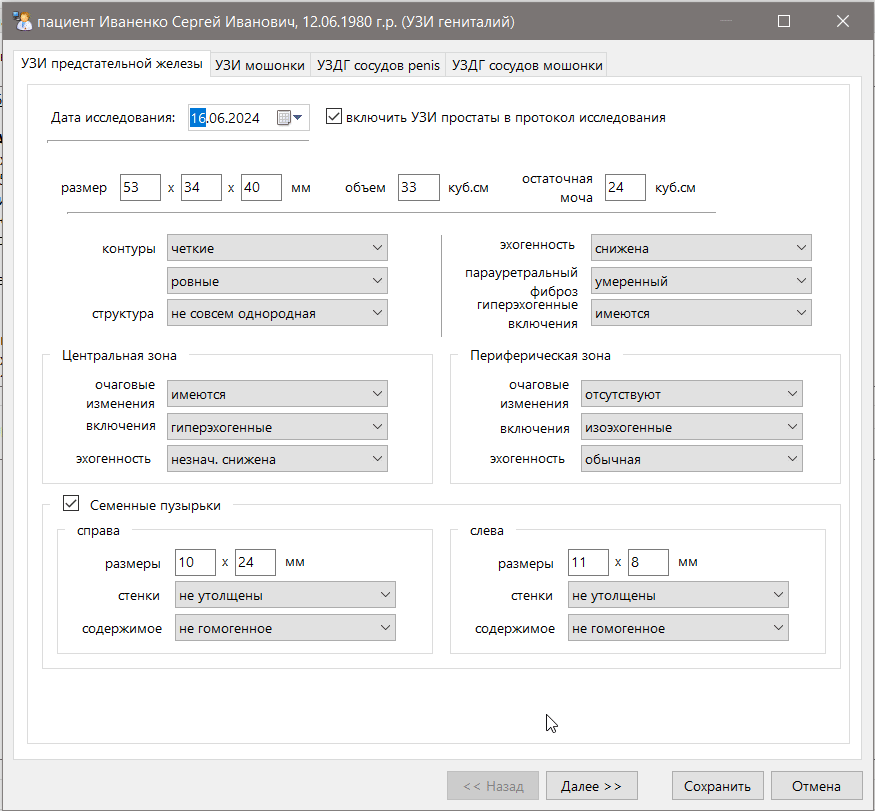 пациент Иваненко Сергей Иванович, 12.06.1980 г.р. (УЗИ гениталий)
УЗИ предстательной железы УЗИ мошонки УЗДГ сосудов penis УЗДГ сосудов мошонки
Дата исследования: 16.06.2024 включить УЗИ простаты в протокол исследования
размер 53 x 34 x 40 мм объем 33 куб.см остаточная моча 24 куб.см
контуры четкие
ровные
структура не совсем однородная
эхогенность снижена
парауретральный фиброз умеренный
гиперэхогенные включения имеются
Центральная зона
очаговые изменения имеются
включения гиперэхогенные
эхогенность незнач. снижена
Периферическая зона
очаговые изменения отсутствуют
включения изоэхогенные
эхогенность обычная
Семенные пузырьки
справа
размеры 10 x 24 мм
стенки не утолщены
содержимое не гомогенное
слева
размеры 11 x 8 мм
стенки не утолщены
содержимое не гомогенное
<< Назад Далее >> Сохранить Отмена